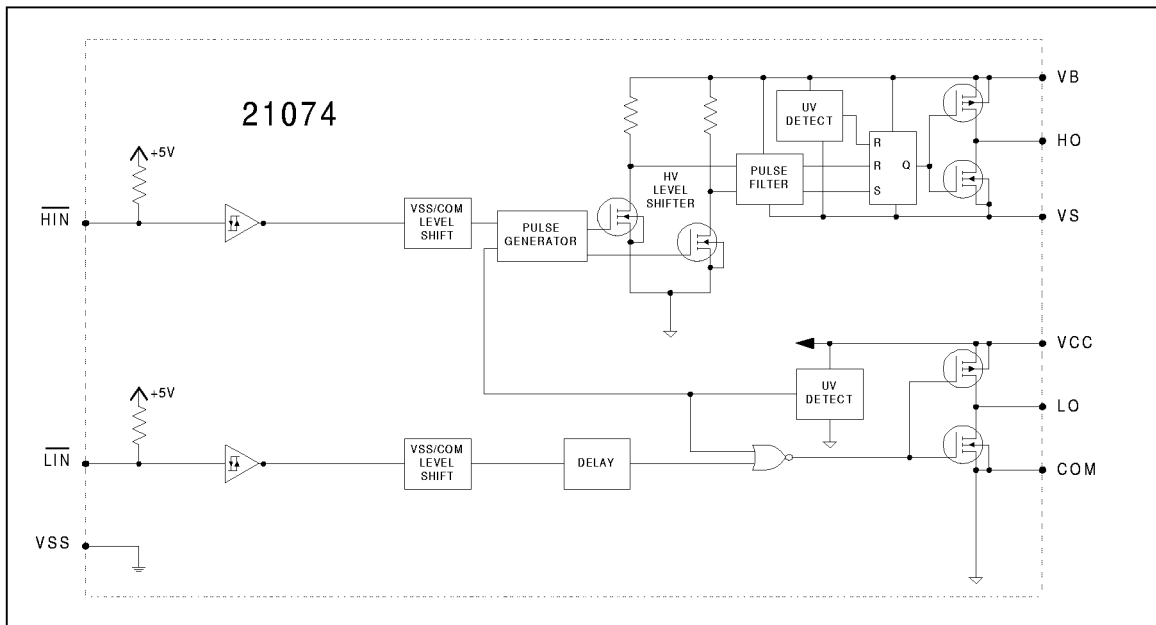 21074
VB
UV
DETECT
+5V
HO
R
R
Q
S
PULSE
FILTER
HV
LEVEL
SHIFTER
HIN
VSS/COM
LEVEL
SHIFT
PULSE
GENERATOR
VS
VCC
UV
DETECT
+5V
LO
LIN
VSS/COM
LEVEL
SHIFT
DELAY
COM
VSS